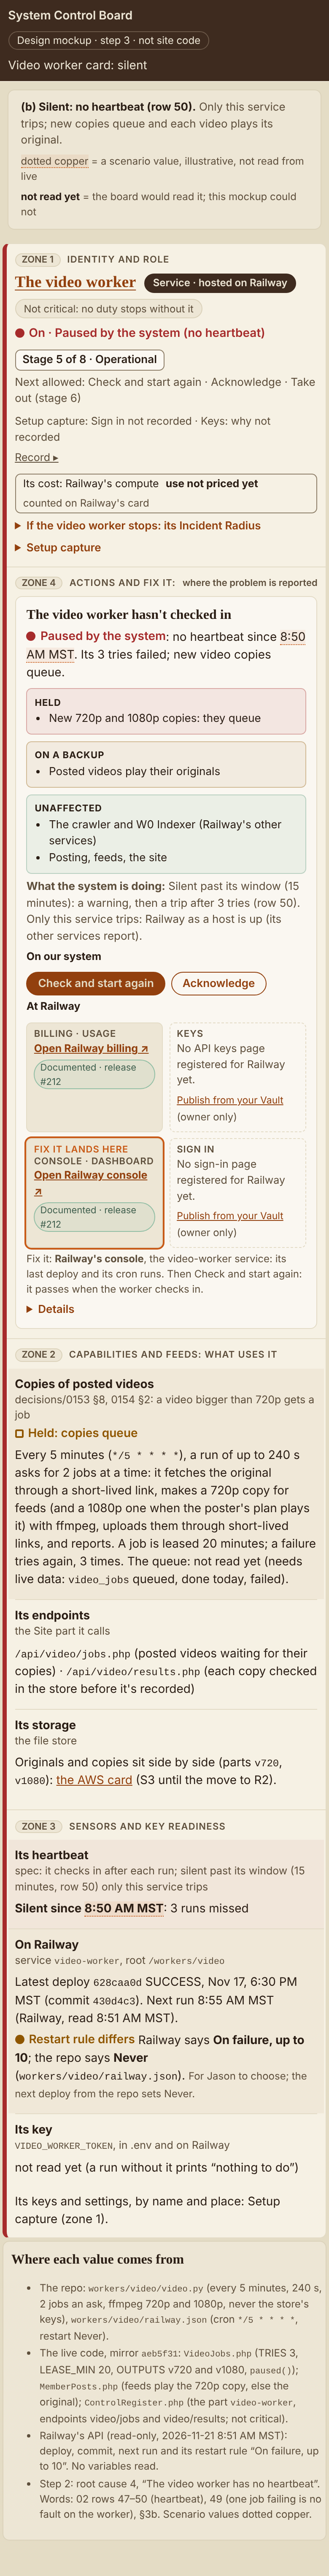 System Control Board
Design mockup · step 3 · not site code
Video worker card: silent
(b) Silent: no heartbeat (row 50). Only this service
trips; new copies queue and each video plays its
original.
dotted copper = a scenario value, illustrative, not read from
live
not read yet = the board would read it; this mockup could
not
ZONE 1 IDENTITY AND ROLE
The video worker Service · hosted on Railway
Not critical: no duty stops without it
On · Paused by the system (no heartbeat)
Stage 5 of 8 · Operational
Next allowed: Check and start again · Acknowledge · Take
out (stage 6)
Setup capture: Sign in not recorded · Keys: why not
recorded
Record ▸
Its cost: Railway's compute use not priced yet
counted on Railway's card
▶ If the video worker stops: its Incident Radius
▶ Setup capture
ZONE 4 ACTIONS AND FIX IT: where the problem is reported
The video worker hasn't checked in
Paused by the system: no heartbeat since 8:50
AM MST. Its 3 tries failed; new video copies
queue.
HELD
• New 720p and 1080p copies: they queue
ON A BACKUP
• Posted videos play their originals
UNAFFECTED
• The crawler and W0 Indexer (Railway's other
services)
• Posting, feeds, the site
What the system is doing: Silent past its window (15
minutes): a warning, then a trip after 3 tries (row 50).
Only this service trips: Railway as a host is up (its
other services report).
On our system
Check and start again Acknowledge
At Railway
BILLING · USAGE
Open Railway billing ↗
Documented · release
#212
KEYS
No API keys page
registered for Railway
yet.
Publish from your Vault
(owner only)
FIX IT LANDS HERE
CONSOLE · DASHBOARD
Open Railway console
↗
Documented · release
#212
SIGN IN
No sign-in page
registered for Railway
yet.
Publish from your Vault
(owner only)
Fix it: Railway's console, the video-worker service: its
last deploy and its cron runs. Then Check and start again:
it passes when the worker checks in.
▶ Details
ZONE 2 CAPABILITIES AND FEEDS: WHAT USES IT
Copies of posted videos
decisions/0153 §8, 0154 §2: a video bigger than 720p gets a
job
Held: copies queue
Every 5 minutes (*/5 * * * *), a run of up to 240 s
asks for 2 jobs at a time: it fetches the original
through a short-lived link, makes a 720p copy for
feeds (and a 1080p one when the poster's plan plays
it) with ffmpeg, uploads them through short-lived
links, and reports. A job is leased 20 minutes; a failure
tries again, 3 times. The queue: not read yet (needs
live data: video_jobs queued, done today, failed).
Its endpoints
the Site part it calls
/api/video/jobs.php (posted videos waiting for their
copies) · /api/video/results.php (each copy checked
in the store before it's recorded)
Its storage
the file store
Originals and copies sit side by side (parts v720,
v1080): the AWS card (S3 until the move to R2).
ZONE 3 SENSORS AND KEY READINESS
Its heartbeat
spec: it checks in after each run; silent past its window (15
minutes, row 50) only this service trips
Silent since 8:50 AM MST: 3 runs missed
On Railway
service video-worker, root /workers/video
Latest deploy 628caa0d SUCCESS, Nov 17, 6:30 PM
MST (commit 430d4c3). Next run 8:55 AM MST
(Railway, read 8:51 AM MST).
Restart rule differs Railway says On failure, up to
10; the repo says Never
(workers/video/railway.json). For Jason to choose; the
next deploy from the repo sets Never.
Its key
VIDEO_WORKER_TOKEN, in .env and on Railway
not read yet (a run without it prints “nothing to do”)
Its keys and settings, by name and place: Setup
capture (zone 1).
Where each value comes from
• The repo: workers/video/video.py (every 5 minutes, 240 s,
2 jobs an ask, ffmpeg 720p and 1080p, never the store's
keys), workers/video/railway.json (cron */5 * * * *,
restart Never).
• The live code, mirror aeb5f31: VideoJobs.php (TRIES 3,
LEASE_MIN 20, OUTPUTS v720 and v1080, paused());
MemberPosts.php (feeds play the 720p copy, else the
original); ControlRegister.php (the part video-worker,
endpoints video/jobs and video/results; not critical).
• Railway's API (read-only, 2026-11-21 8:51 AM MST):
deploy, commit, next run and its restart rule “On failure, up
to 10”. No variables read.
• Step 2: root cause 4, “The video worker has no heartbeat”.
Words: 02 rows 47–50 (heartbeat), 49 (one job failing is no
fault on the worker), §3b. Scenario values dotted copper.